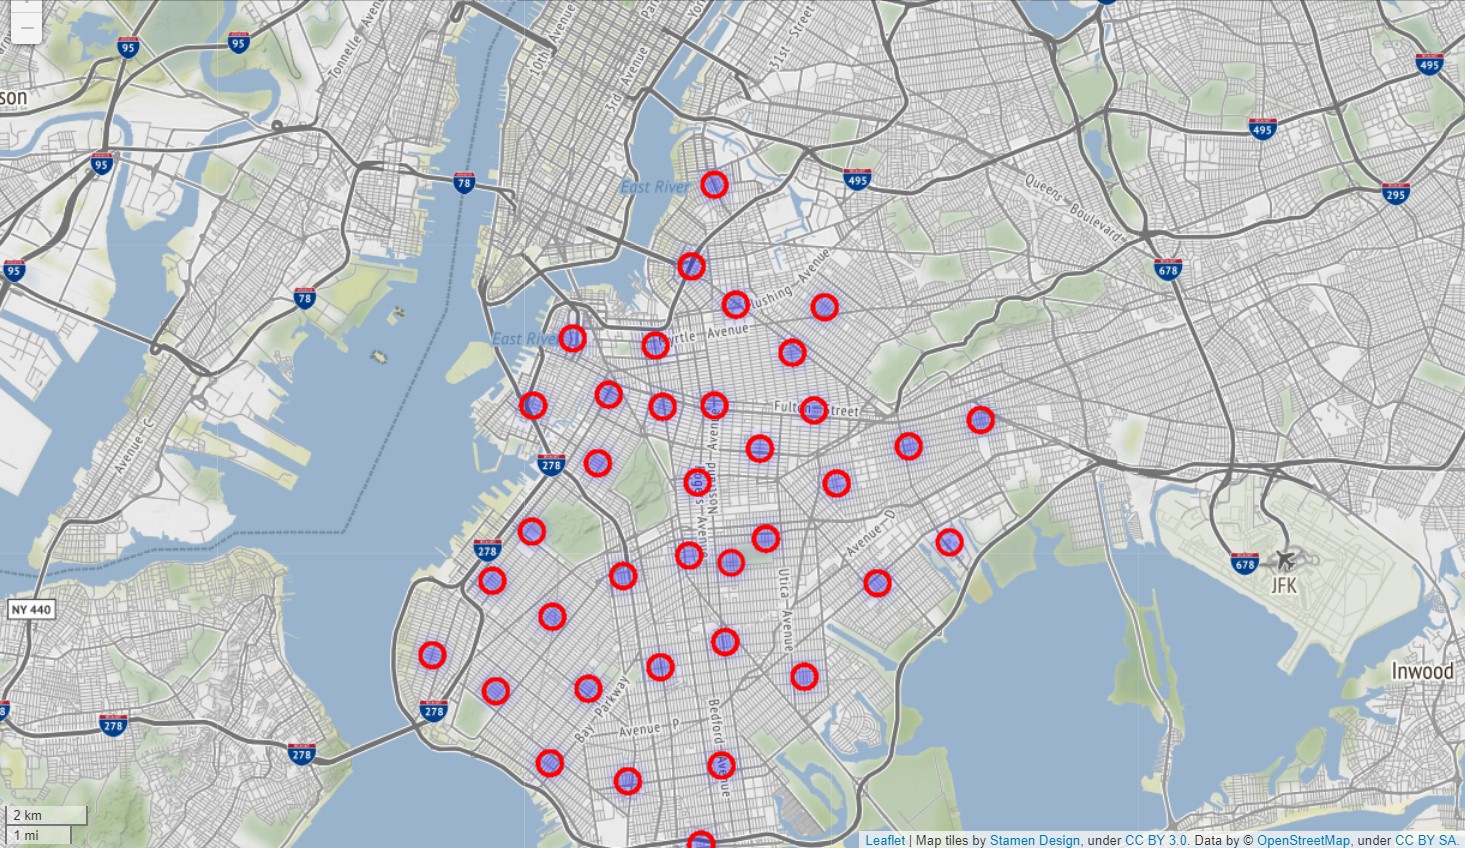 −
95
95
Tonnelle Aven
10th Avenue
3rd Avenue
31st Street
495
son
495
95
78
495
East River
Queens Boulevard
295
95
78
678
Flushing Avenue
East River
Myrtle Avenue
Fulton Street
Avenue C
278
Rogers Avenue
Nostrand Avenue
278
Avenue D
678
JFK
NY 440
Utica Avenue
Inwood
278
278
Bay Parkway
Avenue P
Bedford Avenue
278
2 km
1 mi
Leaflet | Map tiles by Stamen Design, under CC BY 3.0. Data by © OpenStreetMap, under CC BY SA.